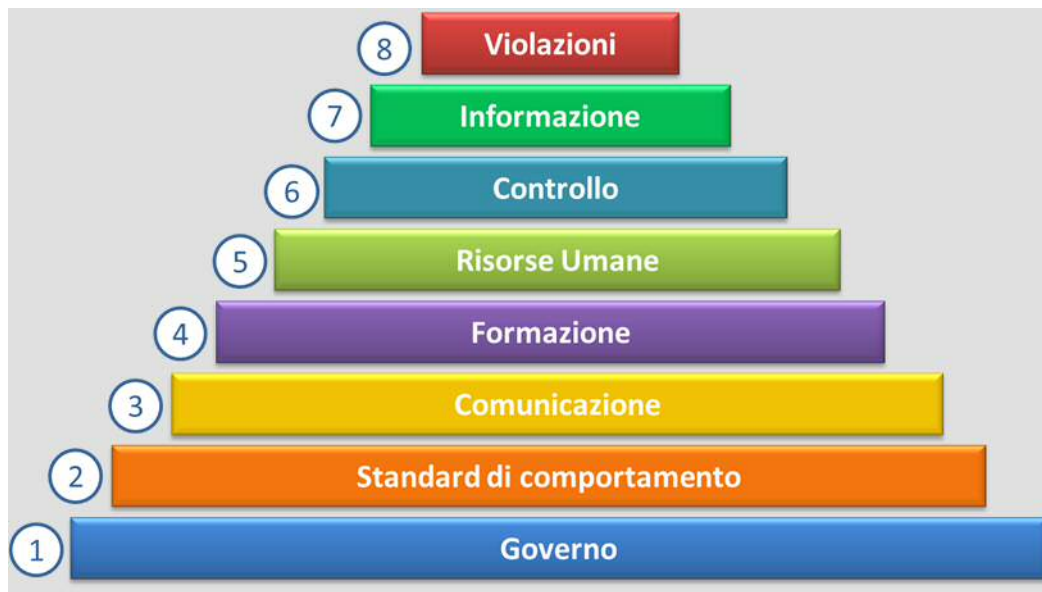 8 Violazioni
7 Informazione
6 Controllo
5 Risorse Umane
4 Formazione
3 Comunicazione
2 Standard di comportamento
1 Governo